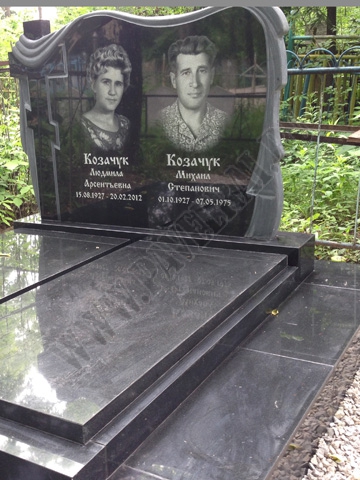 Козачук
Людмила
Арсентьевна
15.08.1927 - 20.02.2012
Козачук
Михаил
Степанович
01.10.1927 - 07.05.1975